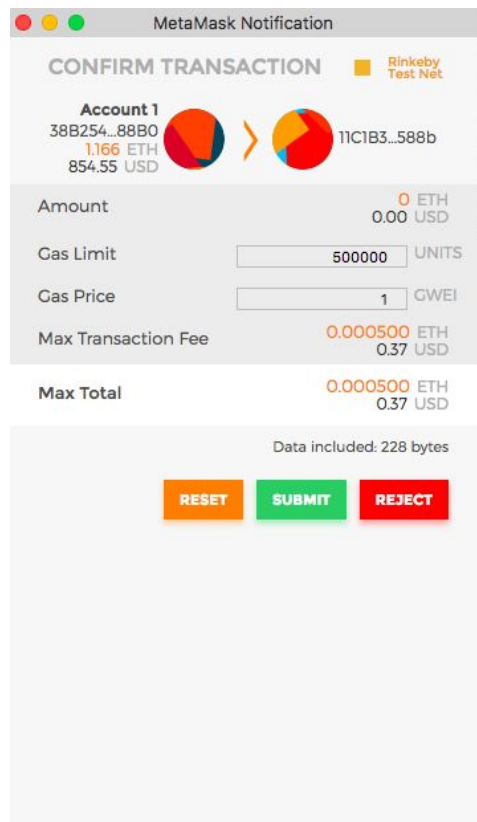 MetaMask Notification
CONFIRM TRANSACTION
Rinkeby
Test Net
Account 1
38B254...88B0
1.166 ETH
854.55 USD
11C1B3...588b
Amount
0 ETH
0.00 USD
Gas Limit
500000 UNITS
Gas Price
1 GWEI
Max Transaction Fee
0.000500 ETH
0.37 USD
Max Total
0.000500 ETH
0.37 USD
Data included: 228 bytes
RESET SUBMIT REJECT